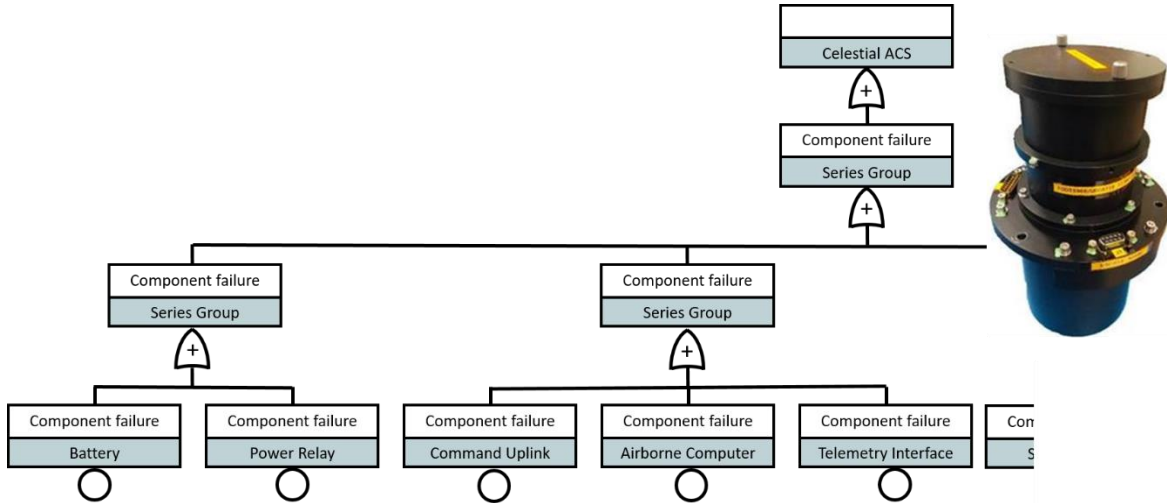 Celestial ACS
+
Component failure
Series Group
+
Component failure
Series Group
+
Component failure
Series Group
+
Component failure
Battery
Component failure
Power Relay
Component failure
Command Uplink
Component failure
Airborne Computer
Component failure
Telemetry Interface